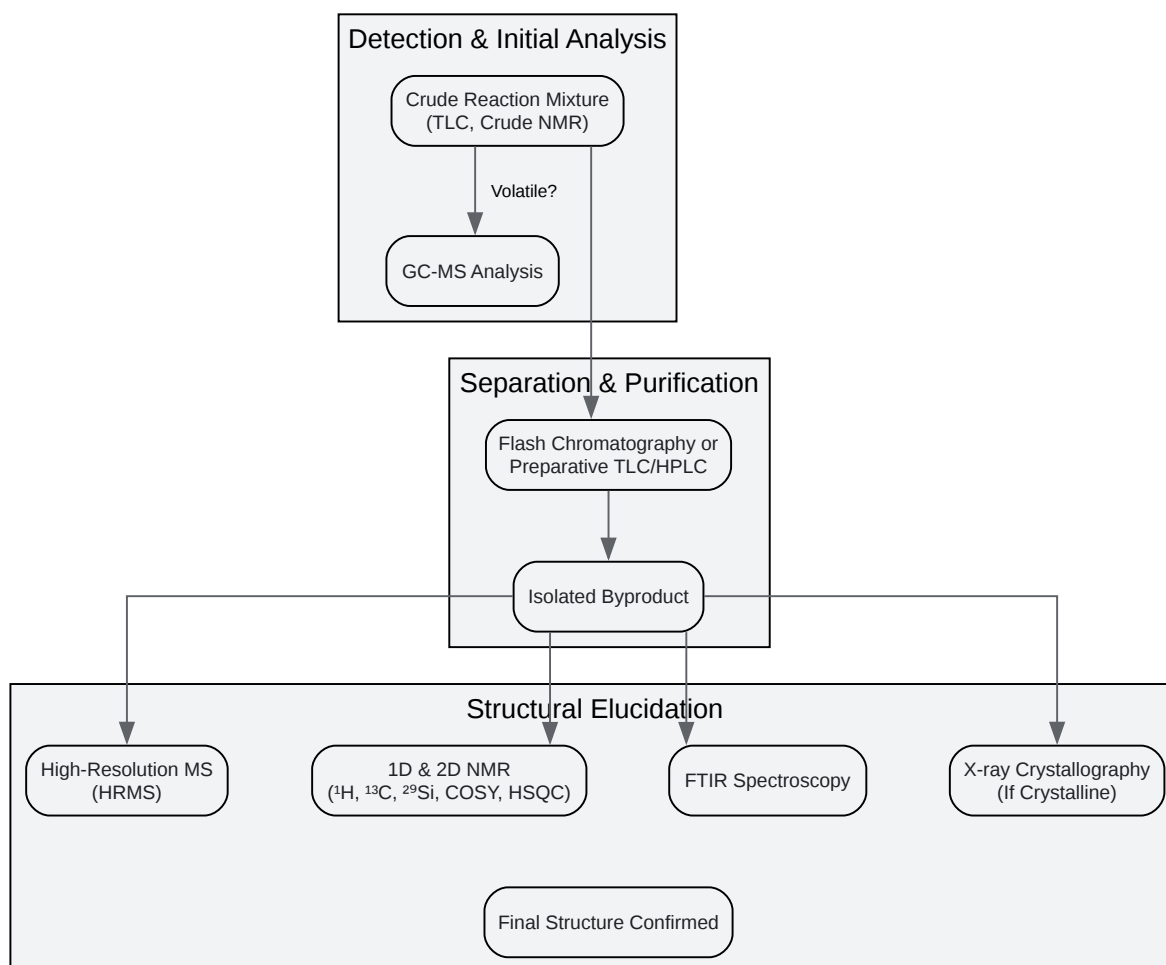 Detection & Initial Analysis
Crude Reaction Mixture
(TLC, Crude NMR)
Volatile?
GC-MS Analysis
Separation & Purification
Flash Chromatography or
Preparative TLC/HPLC
Isolated Byproduct
Structural Elucidation
High-Resolution MS
(HRMS)
1D & 2D NMR
(¹H, ¹³C, ²⁹Si, COSY, HSQC)
FTIR Spectroscopy
X-ray Crystallography
(If Crystalline)
Final Structure Confirmed